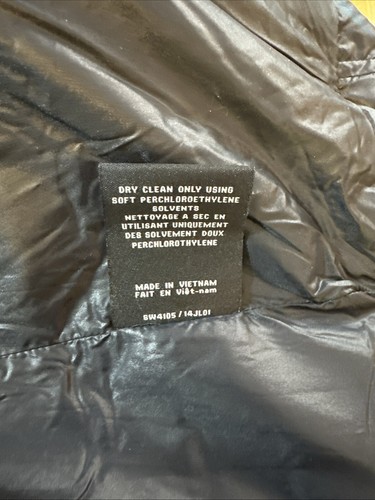 DRY CLEAN ONLY USING
SOFT PERCHLOROETHYLENE
SOLVENTS
NETTOYAGE A SEC EN
UTILISANT UNIQUEMENT
DES SOLVEMENT DOUX
PERCHLOROTHYLENE
MADE IN VIETNAM
FAIT EN Việt-nam
GW4105 / 14JL01